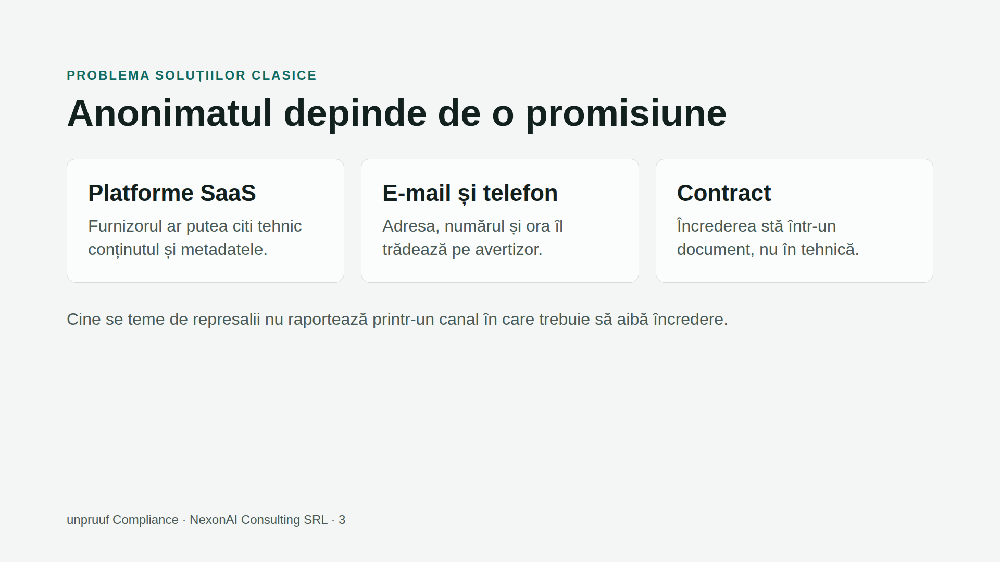 PROBLEMA SOLUȚIILOR CLASICE
Anonimatul depinde de o promisiune
Platforme SaaS
Furnizorul ar putea citi tehnic
conținutul și metadatele.
E-mail și telefon
Adresa, numărul și ora îl
trădează pe avertizor.
Contract
Încrederea stă într-un
document, nu în tehnică.
Cine se teme de represalii nu raportează printr-un canal în care trebuie să aibă încredere.
unpruuf Compliance · NexonAI Consulting SRL · 3